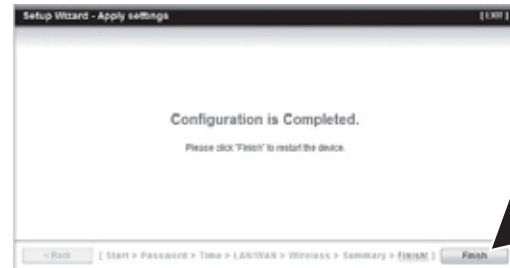 Setup Wizard - Apply settings [EXIT]
Configuration is Completed.
Please click "Finish" to restart the device.
< Back [ Start > Password > Time > LAN/WAN > Wireless > Summary > Finish! ] Finish